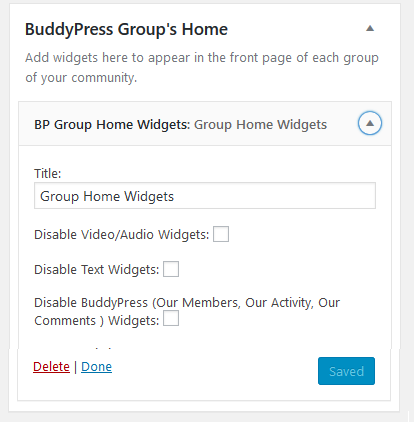 BuddyPress Group's Home
Add widgets here to appear in the front page of each group
of your community.
BP Group Home Widgets: Group Home Widgets
Title:
Group Home Widgets
Disable Video/Audio Widgets:
Disable Text Widgets:
Disable BuddyPress (Our Members, Our Activity, Our
Comments ) Widgets:
Delete | Done
Saved